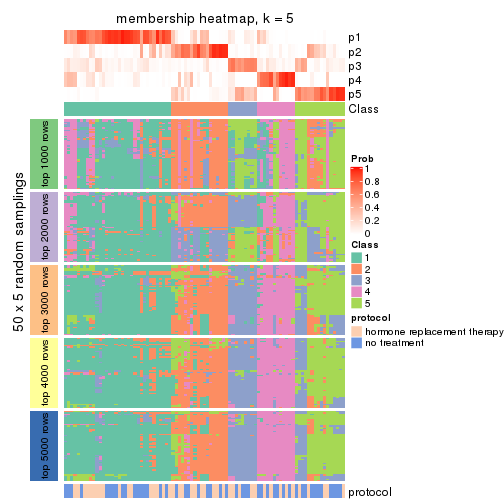 membership heatmap, k = 5
p1
p2
p3
p4
p5
Class
50 x 5 random samplings
top 1000 rows
top 2000 rows
top 3000 rows
top 4000 rows
top 5000 rows
protocol
Prob
1
0.8
0.6
0.4
0.2
0
Class
1
2
3
4
5
protocol
hormone replacement therapy
no treatment